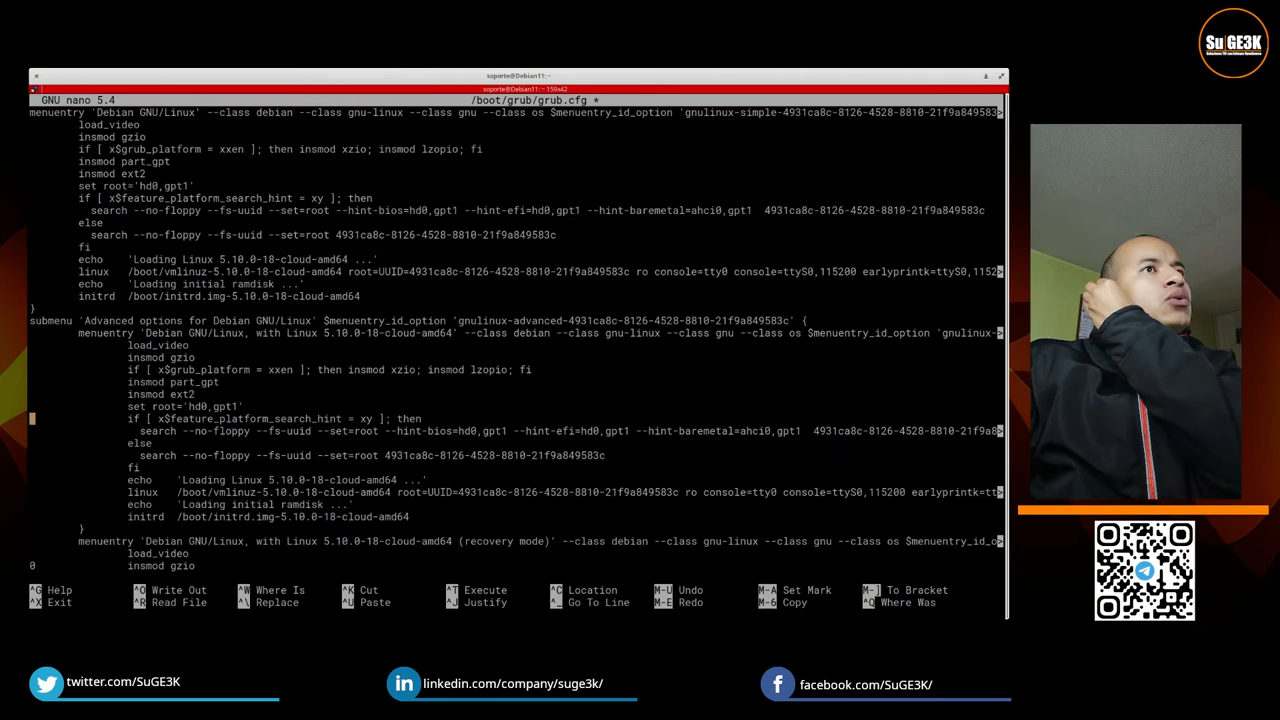 SuGE3K
soporte@Debian11: ~
soporte@Debian11: ~ 159x42
GNU nano 5.4 /boot/grub/grub.cfg *
menuentry 'Debian GNU/Linux' --class debian --class gnu-linux --class gnu --class os $menuentry_id_option 'gnulinux-simple-4931ca8c-8126-4528-8810-21f9a849583c>
load_video
insmod gzio
if [ x$grub_platform = xxen ]; then insmod xzio; insmod lzopio; fi
insmod part_gpt
insmod ext2
set root='hd0,gpt1'
if [ x$feature_platform_search_hint = xy ]; then
search --no-floppy --fs-uuid --set=root --hint-bios=hd0,gpt1 --hint-efi=hd0,gpt1 --hint-baremetal=ahci0,gpt1  4931ca8c-8126-4528-8810-21f9a849583c
else
search --no-floppy --fs-uuid --set=root 4931ca8c-8126-4528-8810-21f9a849583c
fi
echo 'Loading Linux 5.10.0-18-cloud-amd64 ...'
linux /boot/vmlinuz-5.10.0-18-cloud-amd64 root=UUID=4931ca8c-8126-4528-8810-21f9a849583c ro console=tty0 console=ttyS0,115200 earlyprintk=ttyS0,1152>
echo 'Loading initial ramdisk ...'
initrd /boot/initrd.img-5.10.0-18-cloud-amd64
}
submenu 'Advanced options for Debian GNU/Linux' $menuentry_id_option 'gnulinux-advanced-4931ca8c-8126-4528-8810-21f9a849583c' {
menuentry 'Debian GNU/Linux, with Linux 5.10.0-18-cloud-amd64' --class debian --class gnu-linux --class gnu --class os $menuentry_id_option 'gnulinux->
load_video
insmod gzio
if [ x$grub_platform = xxen ]; then insmod xzio; insmod lzopio; fi
insmod part_gpt
insmod ext2
set root='hd0,gpt1'
if [ x$feature_platform_search_hint = xy ]; then
search --no-floppy --fs-uuid --set=root --hint-bios=hd0,gpt1 --hint-efi=hd0,gpt1 --hint-baremetal=ahci0,gpt1  4931ca8c-8126-4528-8810-21f9a8>
else
search --no-floppy --fs-uuid --set=root 4931ca8c-8126-4528-8810-21f9a849583c
fi
echo 'Loading Linux 5.10.0-18-cloud-amd64 ...'
linux /boot/vmlinuz-5.10.0-18-cloud-amd64 root=UUID=4931ca8c-8126-4528-8810-21f9a849583c ro console=tty0 console=ttyS0,115200 earlyprintk=tt>
echo 'Loading initial ramdisk ...'
initrd /boot/initrd.img-5.10.0-18-cloud-amd64
}
menuentry 'Debian GNU/Linux, with Linux 5.10.0-18-cloud-amd64 (recovery mode)' --class debian --class gnu-linux --class gnu --class os $menuentry_id_o>
load_video
0 insmod gzio
^G Help ^O Write Out ^W Where Is ^K Cut ^T Execute ^C Location M-U Undo M-A Set Mark M-] To Bracket
^X Exit ^R Read File ^\ Replace ^U Paste ^J Justify ^_ Go To Line M-E Redo M-6 Copy ^Q Where Was
twitter.com/SuGE3K
linkedin.com/company/suge3k/
facebook.com/SuGE3K/